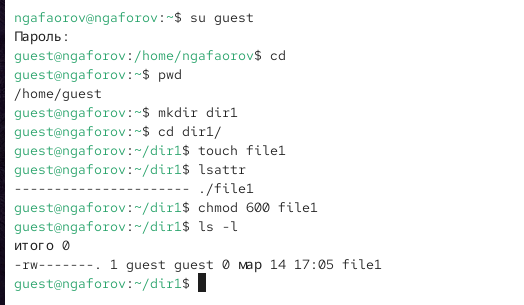 ngafaorov@ngaforov:~$ su guest
Пароль:
guest@ngaforov:/home/ngafaorov$ cd
guest@ngaforov:~$ pwd
/home/guest
guest@ngaforov:~$ mkdir dir1
guest@ngaforov:~$ cd dir1/
guest@ngaforov:~/dir1$ touch file1
guest@ngaforov:~/dir1$ lsattr
---------------------- ./file1
guest@ngaforov:~/dir1$ chmod 600 file1
guest@ngaforov:~/dir1$ ls -l
итого 0
-rw-------. 1 guest guest 0 мар 14 17:05 file1
guest@ngaforov:~/dir1$